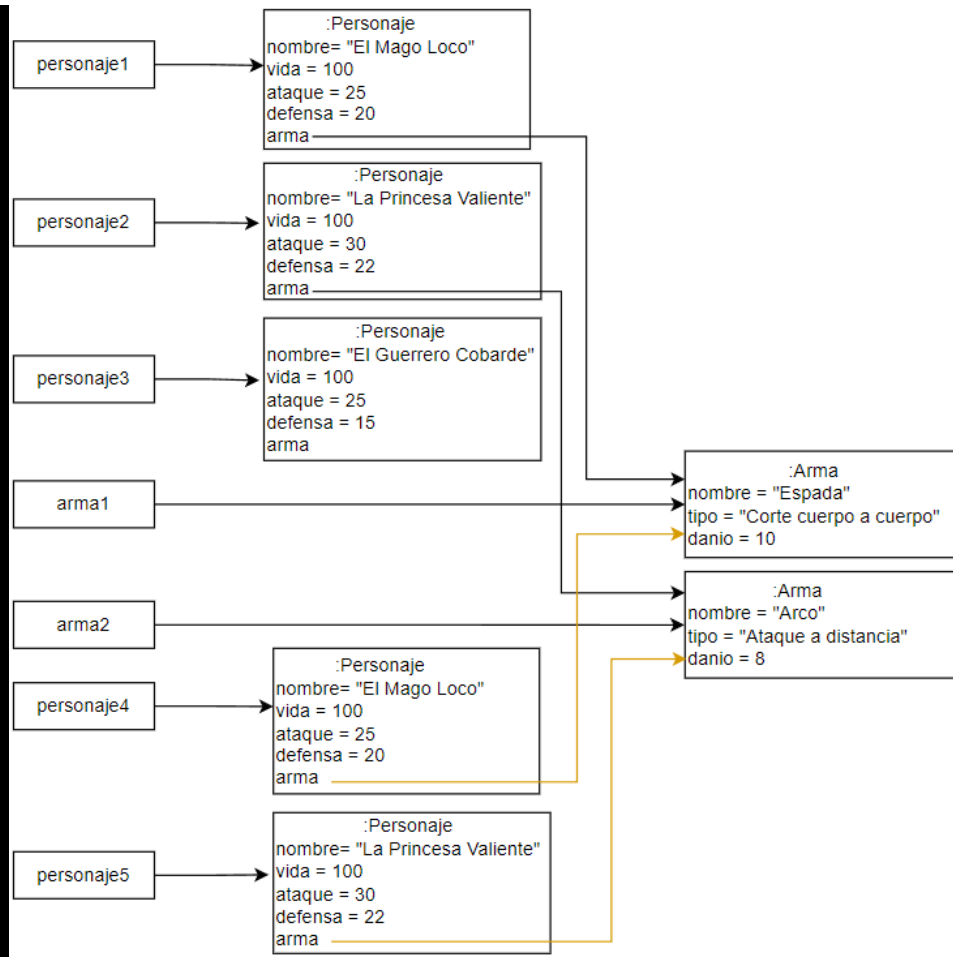 personaje1
:Personaje
nombre= "El Mago Loco"
vida = 100
ataque = 25
defensa = 20
arma
personaje2
:Personaje
nombre= "La Princesa Valiente"
vida = 100
ataque = 30
defensa = 22
arma
personaje3
:Personaje
nombre= "El Guerrero Cobarde"
vida = 100
ataque = 25
defensa = 15
arma
arma1
:Arma
nombre = "Espada"
tipo = "Corte cuerpo a cuerpo"
danio = 10
arma2
:Arma
nombre = "Arco"
tipo = "Ataque a distancia"
danio = 8
personaje4
:Personaje
nombre= "El Mago Loco"
vida = 100
ataque = 25
defensa = 20
arma
personaje5
:Personaje
nombre= "La Princesa Valiente"
vida = 100
ataque = 30
defensa = 22
arma